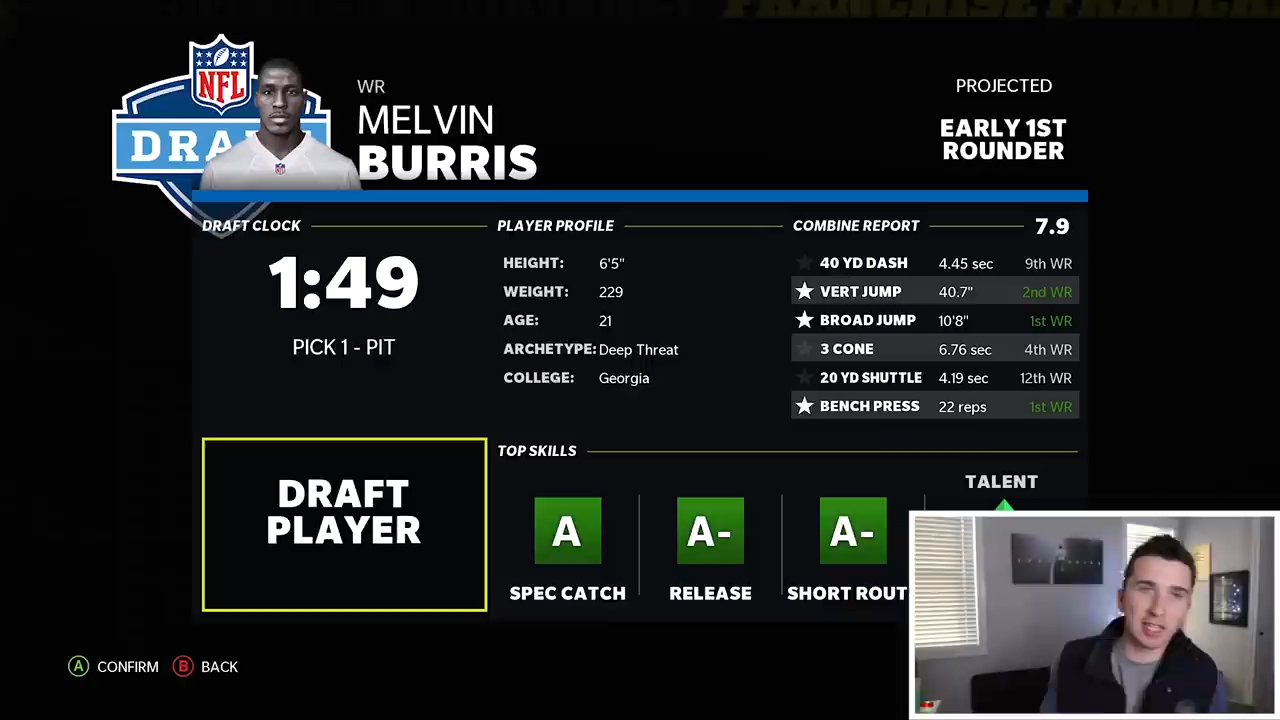 NFL
DRA
WR
MELVIN
BURRIS
PROJECTED
EARLY 1ST
ROUNDER
DRAFT CLOCK
1:49
PICK 1 - PIT
DRAFT
PLAYER
PLAYER PROFILE
HEIGHT: 6'5"
WEIGHT: 229
AGE: 21
ARCHETYPE: Deep Threat
COLLEGE: Georgia
COMBINE REPORT 7.9
40 YD DASH 4.45 sec 9th WR
VERT JUMP 40.7" 2nd WR
BROAD JUMP 10'8" 1st WR
3 CONE 6.76 sec 4th WR
20 YD SHUTTLE 4.19 sec 12th WR
BENCH PRESS 22 reps 1st WR
TOP SKILLS
TALENT
A A- A-
SPEC CATCH RELEASE SHORT ROUT
A CONFIRM B BACK